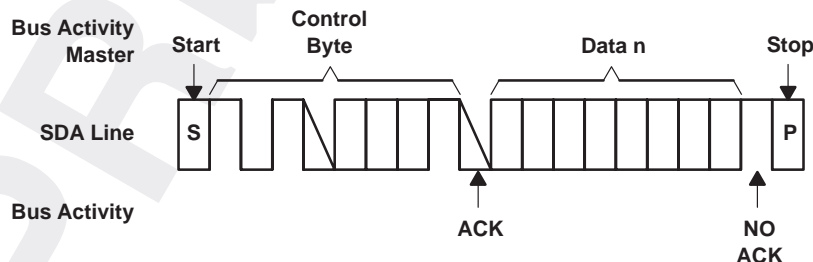 Bus Activity
Master
Start
Control
Byte
Data n
Stop
SDA Line
S
P
Bus Activity
ACK
NO
ACK